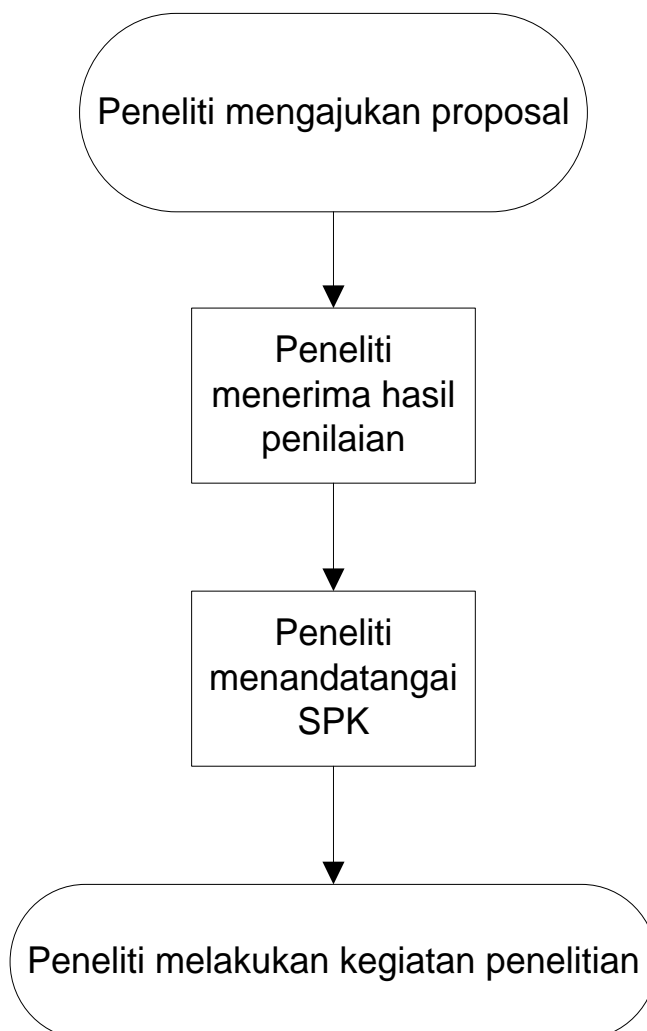 Peneliti mengajukan proposal
Peneliti
menerima hasil
penilaian
Peneliti
menandatangai
SPK
Peneliti melakukan kegiatan penelitian